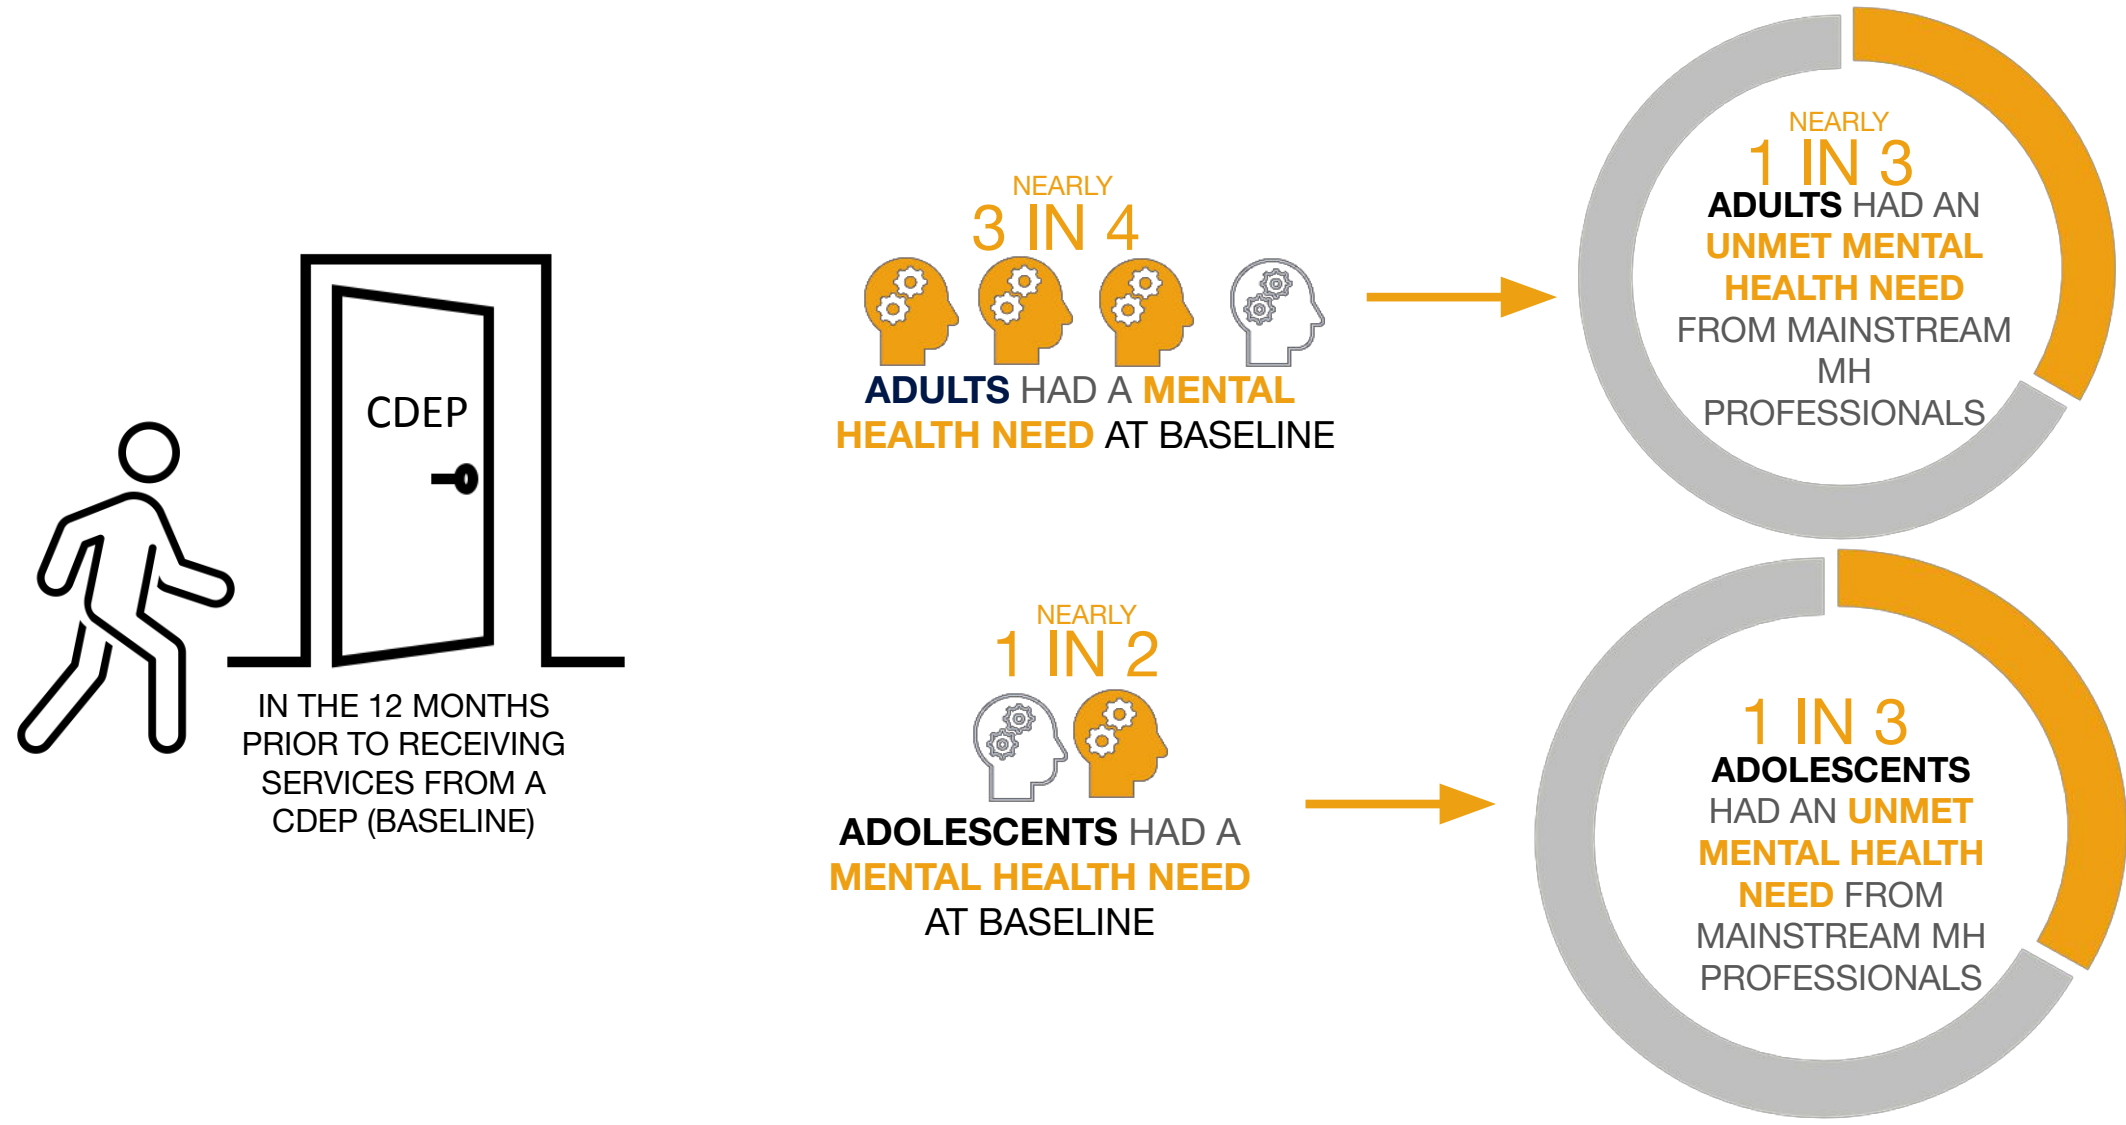 CDEP
IN THE 12 MONTHS
PRIOR TO RECEIVING
SERVICES FROM A
CDEP (BASELINE)
NEARLY
3 IN 4
ADULTS HAD A MENTAL
HEALTH NEED AT BASELINE
NEARLY
1 IN 3
ADULTS HAD AN
UNMET MENTAL
HEALTH NEED
FROM MAINSTREAM
MH
PROFESSIONALS
NEARLY
1 IN 2
ADOLESCENTS HAD A
MENTAL HEALTH NEED
AT BASELINE
1 IN 3
ADOLESCENTS
HAD AN UNMET
MENTAL HEALTH
NEED FROM
MAINSTREAM MH
PROFESSIONALS